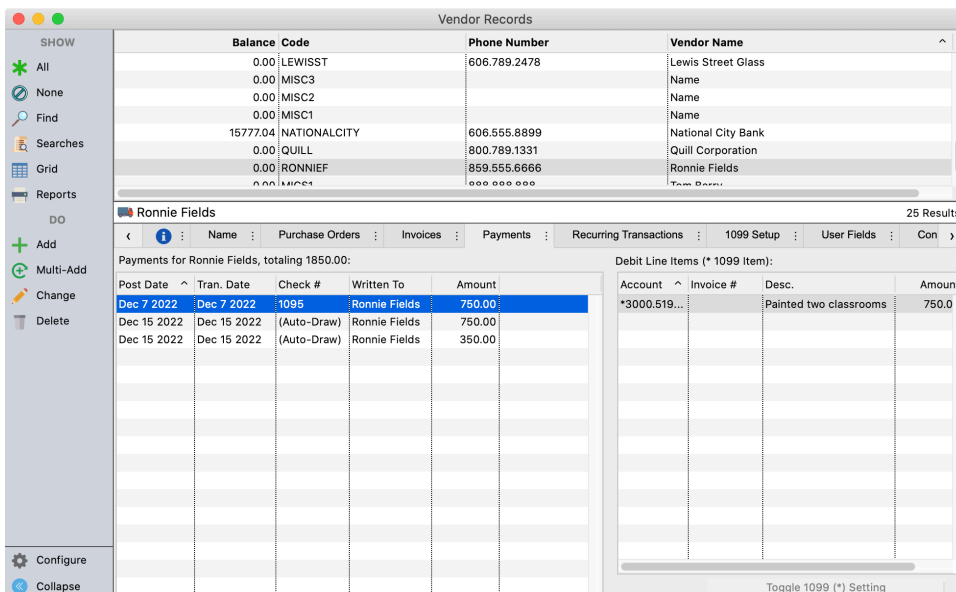 Vendor Records
SHOW
All
None
Find
Searches
Grid
Reports
DO
Add
Multi-Add
Change
Delete
Configure
Collapse
Balance Code Phone Number Vendor Name
0.00 LEWISST 606.789.2478 Lewis Street Glass
0.00 MISC3 Name
0.00 MISC2 Name
0.00 MISC1 Name
15777.04 NATIONALCITY 606.555.8899 National City Bank
0.00 QUILL 800.789.1331 Quill Corporation
0.00 RONNIEF 859.555.6666 Ronnie Fields
Ronnie Fields 25 Results
Name Purchase Orders Invoices Payments Recurring Transactions 1099 Setup User Fields Con
Payments for Ronnie Fields, totaling 1850.00:
Post Date Tran. Date Check # Written To Amount
Dec 7 2022 Dec 7 2022 1095 Ronnie Fields 750.00
Dec 15 2022 Dec 15 2022 (Auto-Draw) Ronnie Fields 750.00
Dec 15 2022 Dec 15 2022 (Auto-Draw) Ronnie Fields 350.00
Debit Line Items (* 1099 Item):
Account Invoice # Desc. Amoun
*3000.519... Painted two classrooms 750.0
Toggle 1099 (*) Setting